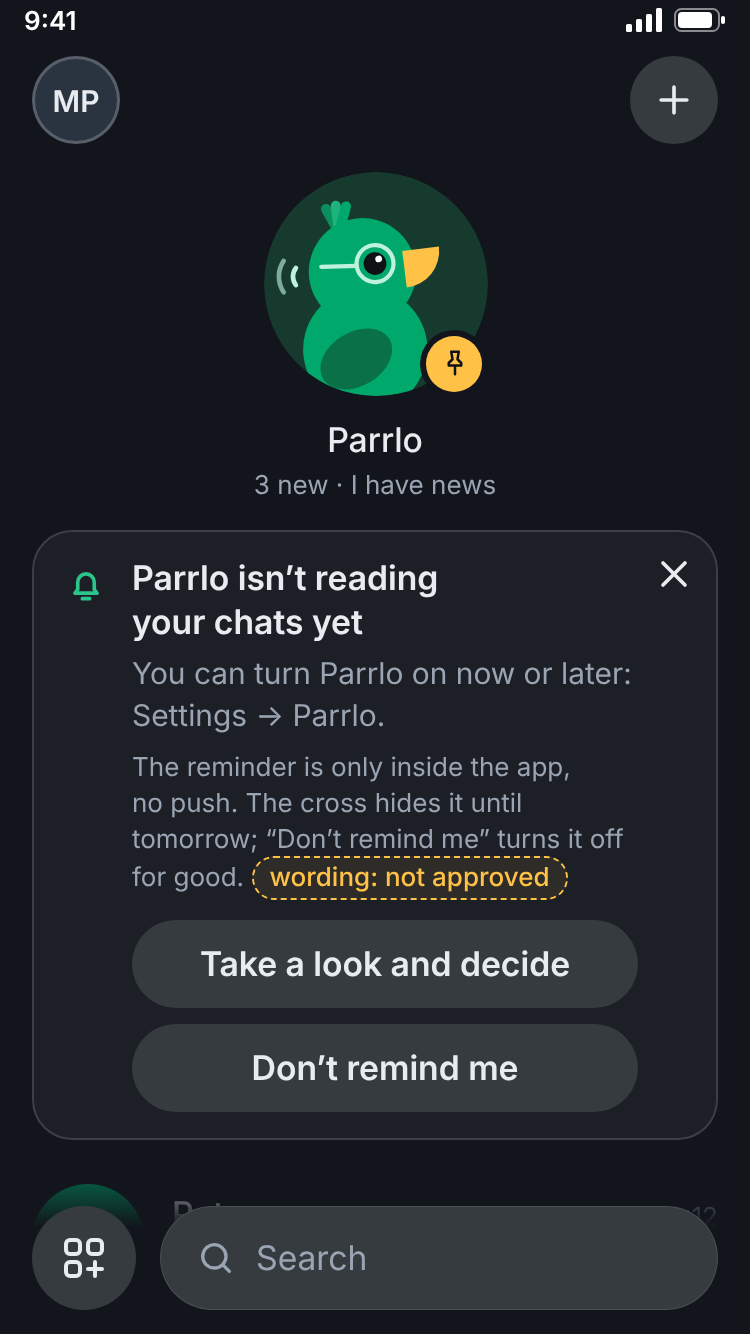 9:41
MP
Parrlo
3 new · I have news
Parrlo isn’t reading
your chats yet
You can turn Parrlo on now or later:
Settings → Parrlo.
The reminder is only inside the app,
no push. The cross hides it until
tomorrow; “Don’t remind me” turns it off
for good. wording: not approved
Take a look and decide
Don’t remind me
Search